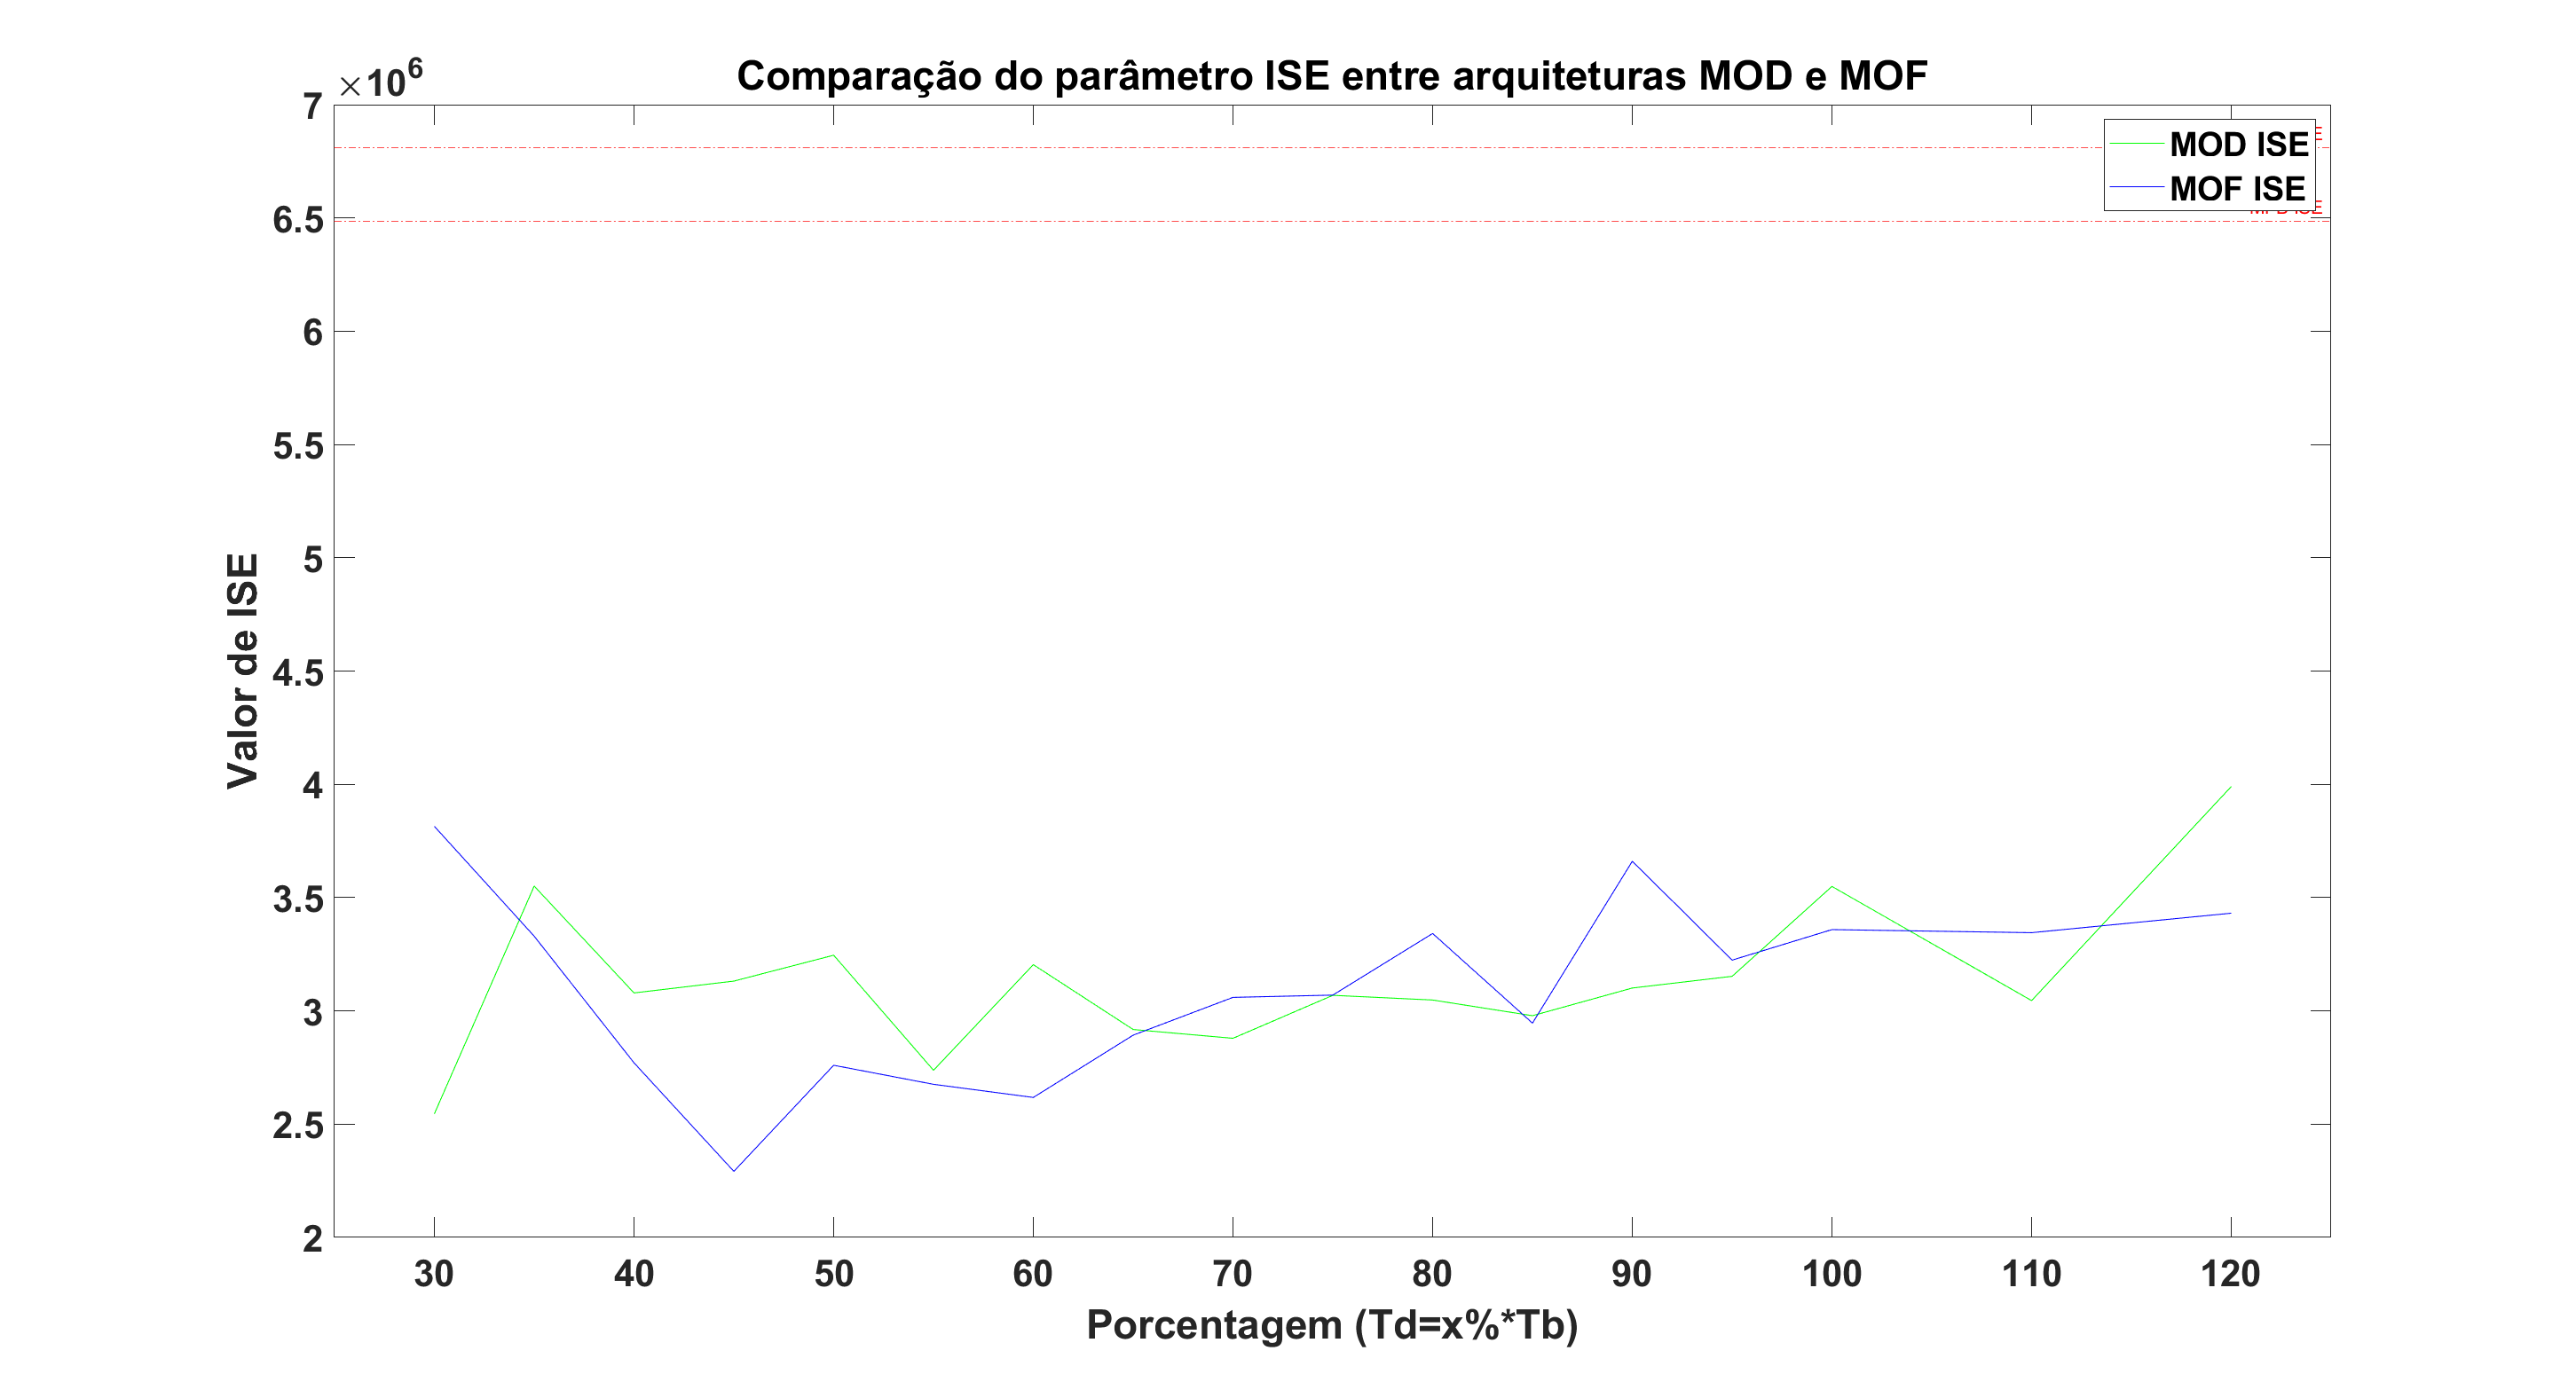 Comparação do parâmetro ISE entre arquiteturas MOD e MOF
×10⁶
7
6.5
6
5.5
5
4.5
4
3.5
3
2.5
2
Valor de ISE
MOD ISE
MOF ISE
30 40 50 60 70 80 90 100 110 120
Porcentagem (Td=x%*Tb)